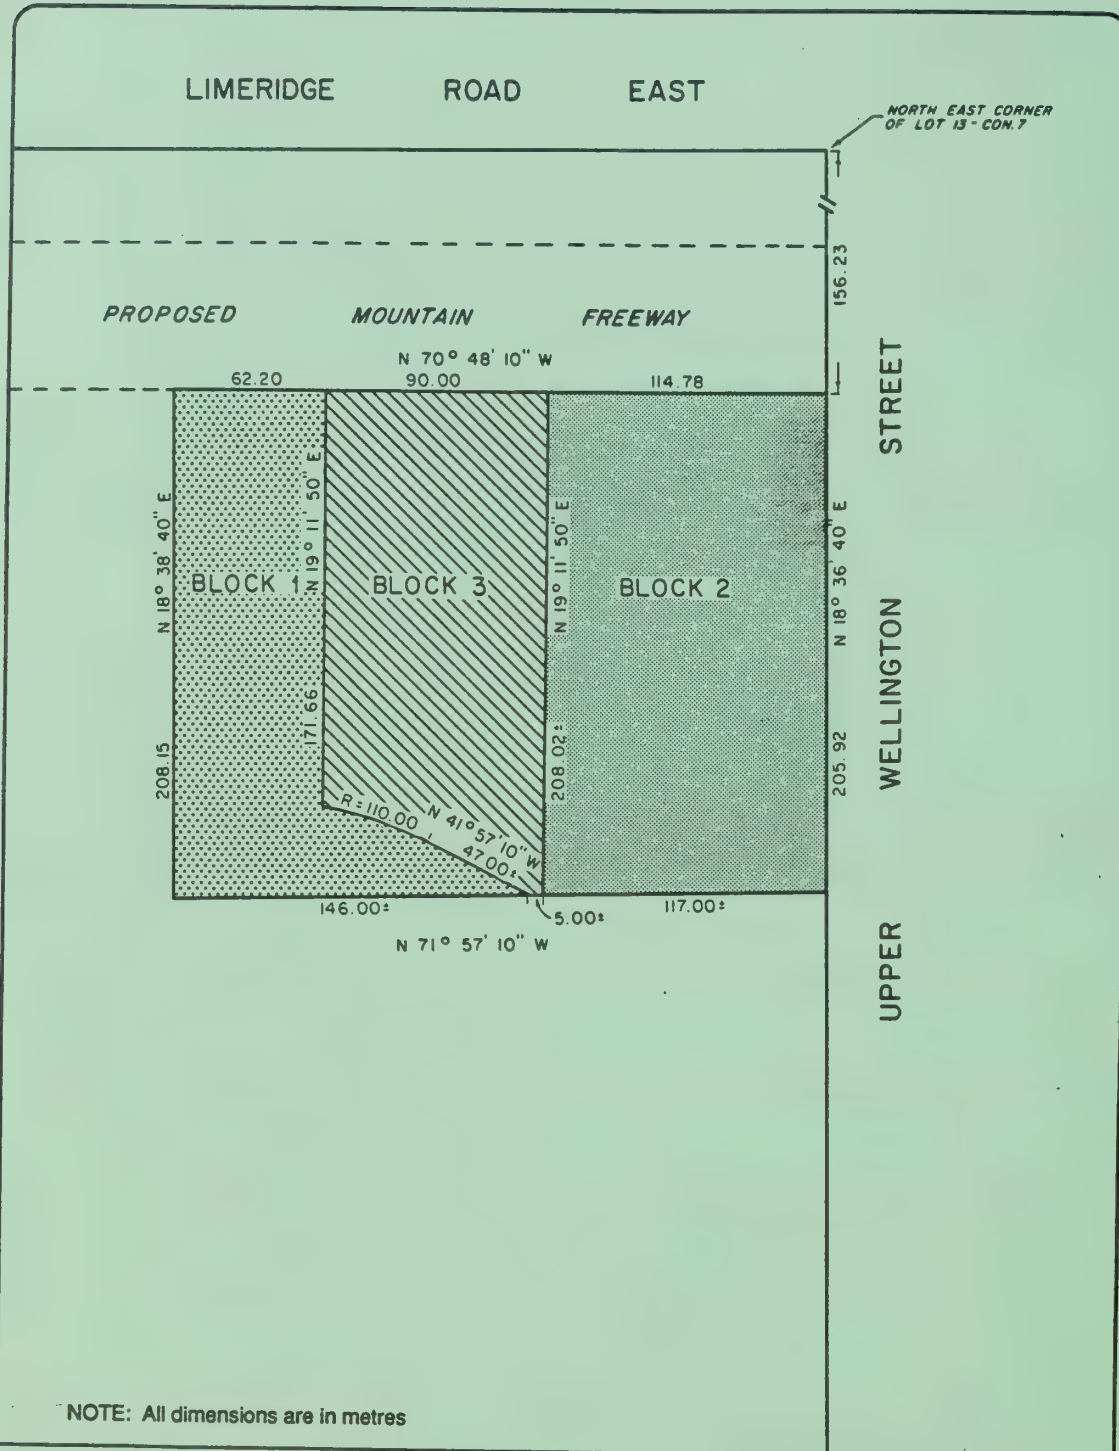 LIMERIDGE ROAD EAST
NORTH EAST CORNER
OF LOT 13 - CON. 7
156.23
PROPOSED MOUNTAIN FREEWAY
N 70° 48' 10" W
62.20 90.00 114.78
STREET
N 18° 38' 40" E
N 19° 11' 50" E
N 19° 11' 50" E
N 18° 36' 40" E
BLOCK 1
BLOCK 3
BLOCK 2
WELLINGTON
208.15
171.66
208.02±
205.92
R=110.00
N 41° 57' 10" W
47.00±
146.00±
5.00±
117.00±
N 71° 57' 10" W
UPPER
NOTE: All dimensions are in metres